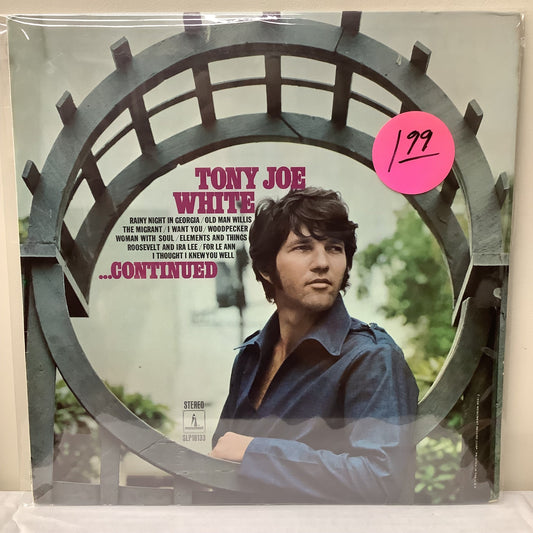 1.99
TONY JOE
WHITE
RAINY NIGHT IN GEORGIA / OLD MAN WILLIS
THE MIGRANT / I WANT YOU / WOODPECKER
WOMAN WITH SOUL / ELEMENTS AND THINGS
ROOSEVELT AND IRA LEE / FOR LE ANN
I THOUGHT I KNEW YOU WELL
...CONTINUED
STEREO
SLP18133